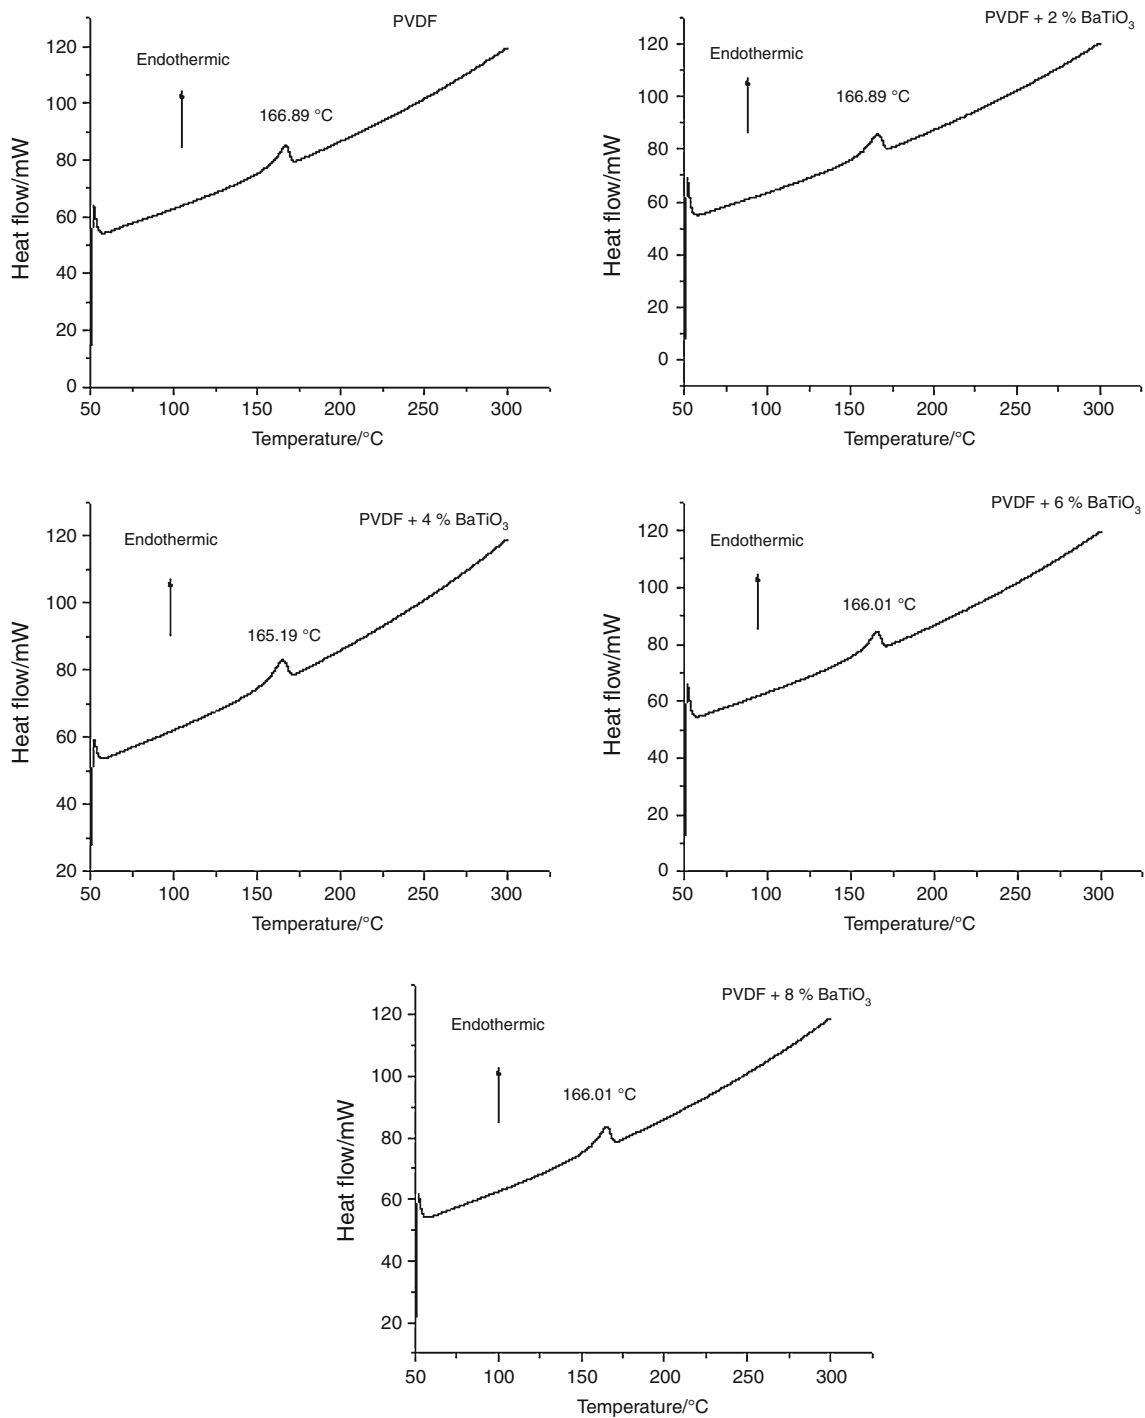 PVDF
Endothermic
166.89 °C
Heat flow/mW
120
100
80
60
40
20
0
50 100 150 200 250 300
Temperature/°C
PVDF + 2 % BaTiO₃
Endothermic
166.89 °C
Heat flow/mW
120
100
80
60
40
20
0
50 100 150 200 250 300
Temperature/°C
PVDF + 4 % BaTiO₃
Endothermic
165.19 °C
Heat flow/mW
120
100
80
60
40
20
50 100 150 200 250 300
Temperature/°C
PVDF + 6 % BaTiO₃
Endothermic
166.01 °C
Heat flow/mW
120
100
80
60
40
20
0
50 100 150 200 250 300
Temperature/°C
PVDF + 8 % BaTiO₃
Endothermic
166.01 °C
Heat flow/mW
120
100
80
60
40
20
50 100 150 200 250 300
Temperature/°C